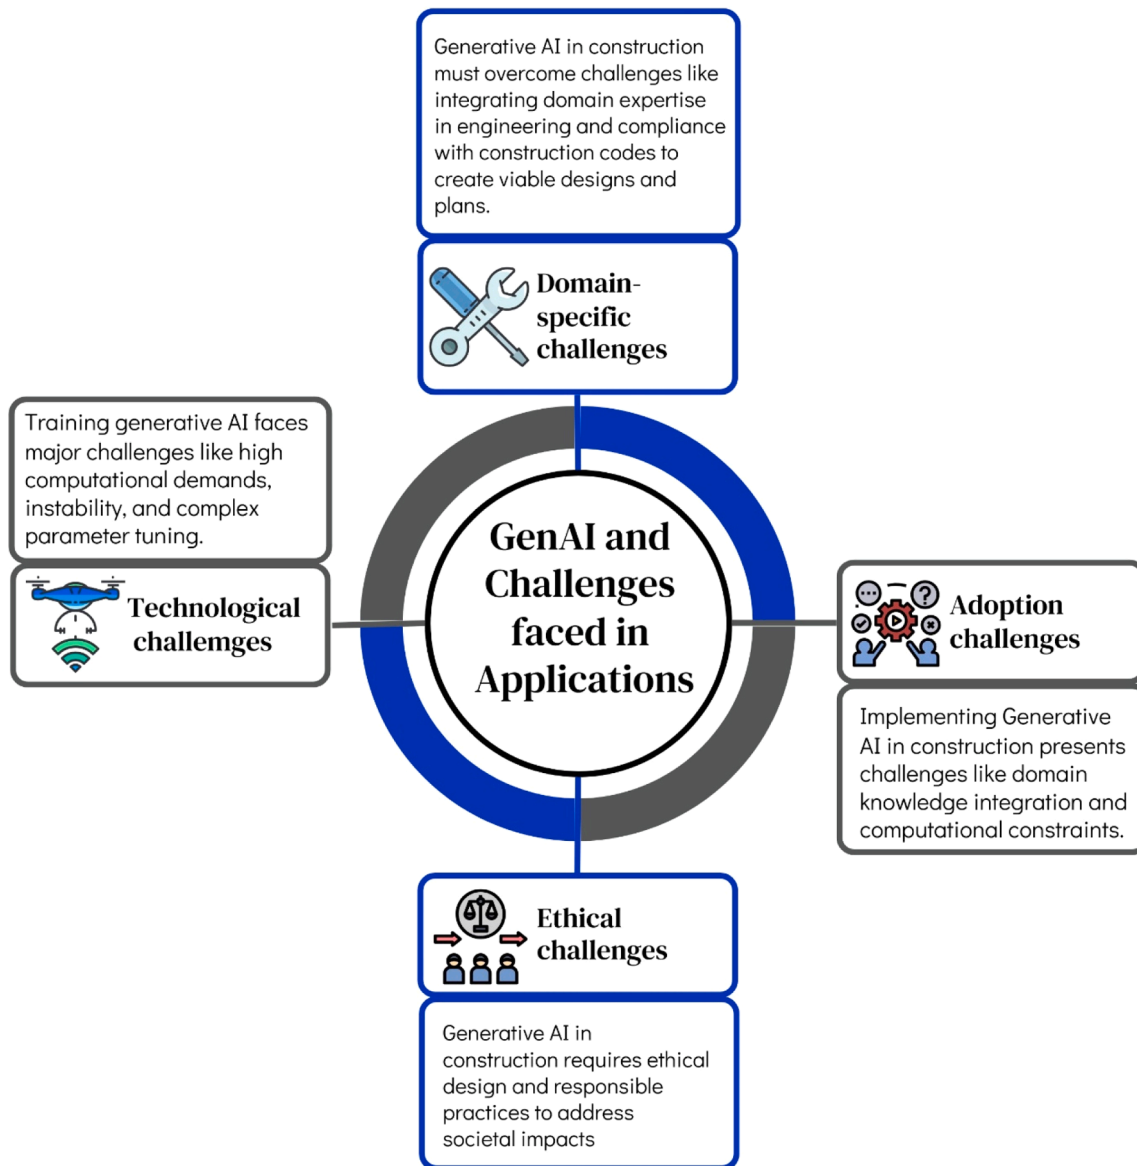 Generative AI in construction
must overcome challenges like
integrating domain expertise
in engineering and compliance
with construction codes to
create viable designs and
plans.
Domain-
specific
challenges
Training generative AI faces
major challenges like high
computational demands,
instability, and complex
parameter tuning.
Technological
challemges
GenAI and
Challenges
faced in
Applications
Adoption
challenges
Implementing Generative
AI in construction presents
challenges like domain
knowledge integration and
computational constraints.
Ethical
challenges
Generative AI in
construction requires ethical
design and responsible
practices to address
societal impacts